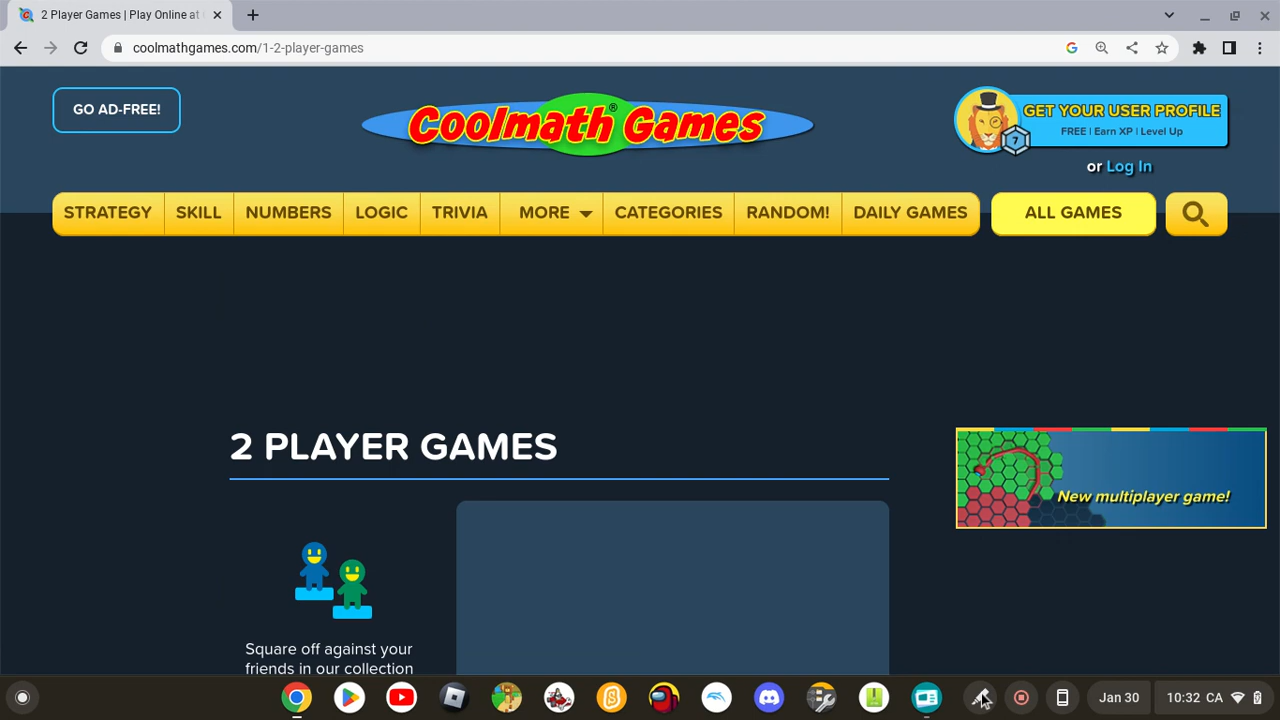 2 Player Games | Play Online at
coolmathgames.com/1-2-player-games
GO AD-FREE!
Coolmath Games®
GET YOUR USER PROFILE
FREE | Earn XP | Level Up
7
or Log In
STRATEGY SKILL NUMBERS LOGIC TRIVIA MORE CATEGORIES RANDOM! DAILY GAMES ALL GAMES
2 PLAYER GAMES
New multiplayer game!
Square off against your
friends in our collection
Jan 30 10:32 CA